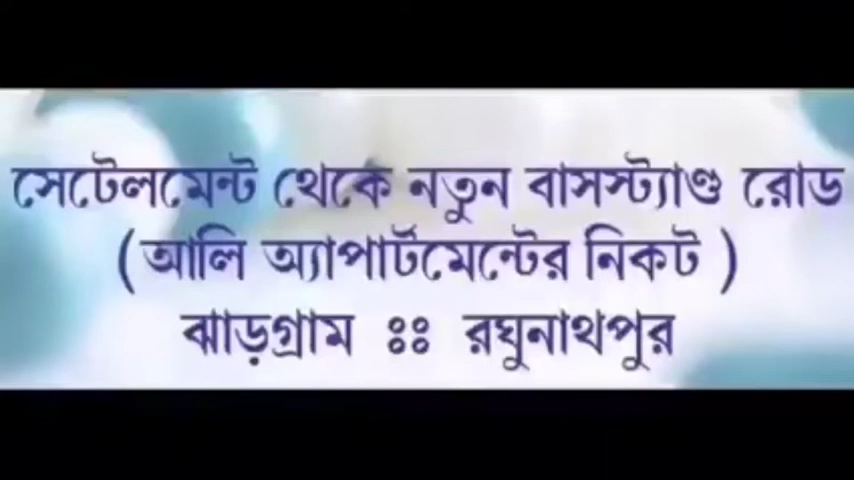 সেটেলমেন্ট থেকে নতুন বাসস্ট্যাণ্ড রোড
( আলি অ্যাপার্টমেন্টের নিকট )
ঝাড়গ্রাম ঃঃ রঘুনাথপুর